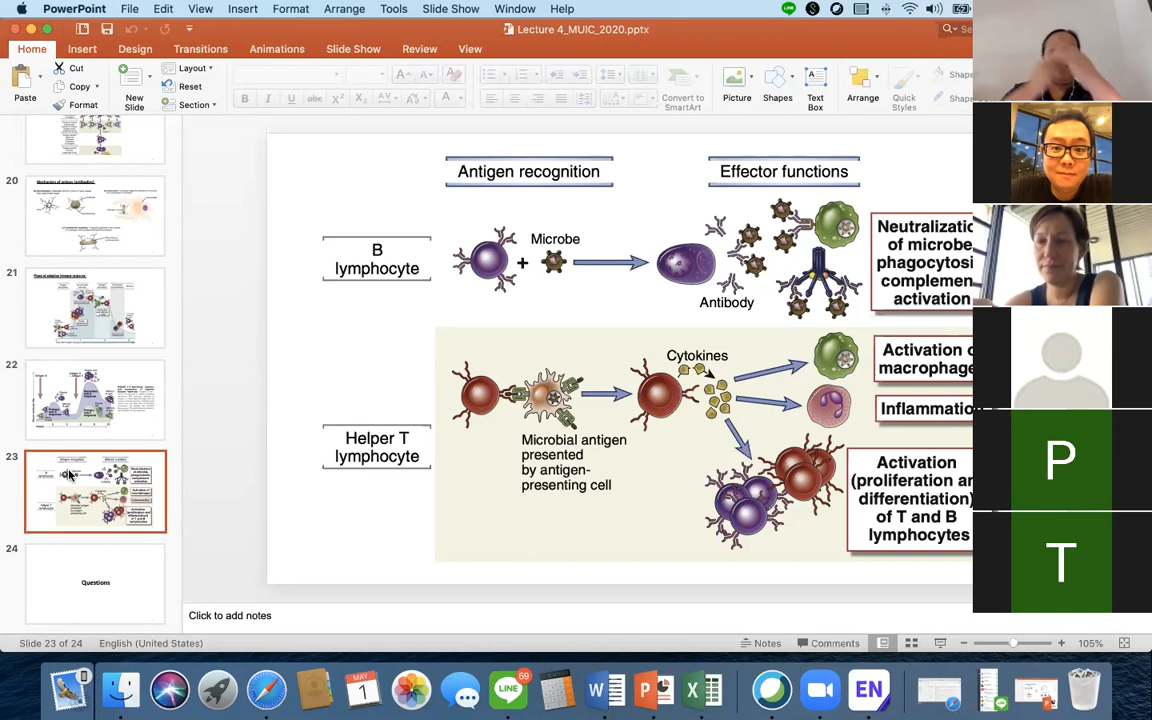 PowerPoint File Edit View Insert Format Arrange Tools Slide Show Window Help
Lecture 4_MUIC_2020.pptx
Home Insert Design Transitions Animations Slide Show Review View
Paste
Cut
Copy
Format
New
Slide
Layout
Reset
Section
Convert to
SmartArt
Picture
Shapes
Text
Box
Arrange
Quick
Styles
20
21
22
23
24
Questions
Antigen recognition
Effector functions
B
lymphocyte
Microbe
Antibody
Neutralizatio
of microbe
phagocytosi
complemen
activation
Helper T
lymphocyte
Microbial antigen
presented
by antigen-
presenting cell
Cytokines
Activation o
macrophage
Inflammatio
Activation
(proliferation an
differentiation)
of T and B
lymphocytes
P
T
Click to add notes
Slide 23 of 24 English (United States) Notes Comments 105%
MAY
1
59
EN